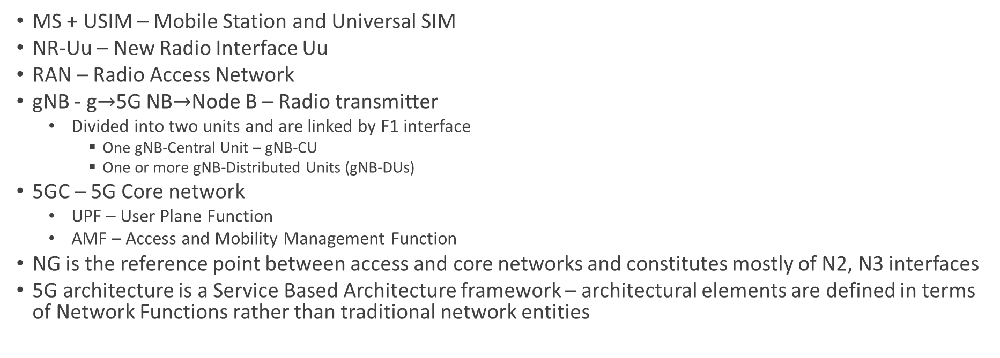 • MS + USIM – Mobile Station and Universal SIM
• NR-Uu – New Radio Interface Uu
• RAN – Radio Access Network
• gNB - g→5G NB→Node B – Radio transmitter
• Divided into two units and are linked by F1 interface
▪ One gNB-Central Unit – gNB-CU
▪ One or more gNB-Distributed Units (gNB-DUs)
• 5GC – 5G Core network
• UPF – User Plane Function
• AMF – Access and Mobility Management Function
• NG is the reference point between access and core networks and constitutes mostly of N2, N3 interfaces
• 5G architecture is a Service Based Architecture framework – architectural elements are defined in terms
of Network Functions rather than traditional network entities